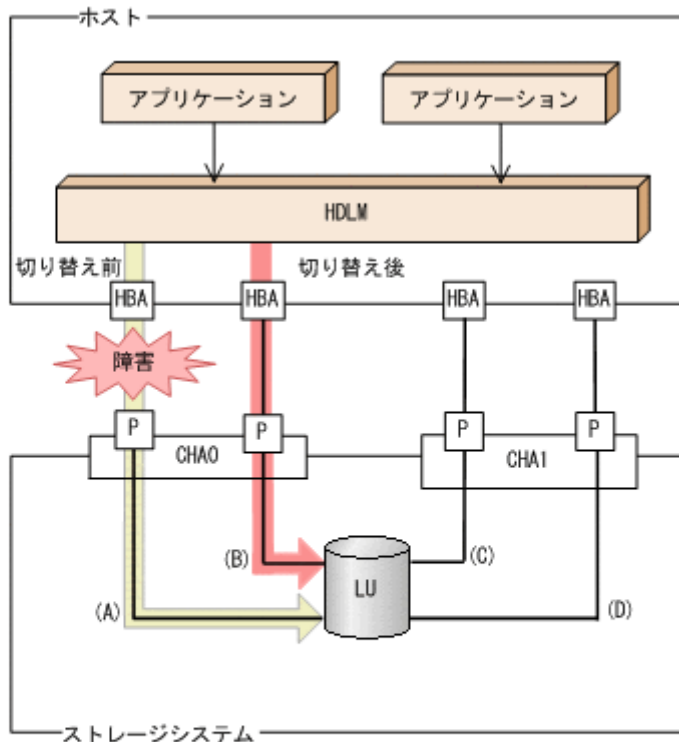 ホスト
アプリケーション
アプリケーション
HDLM
切り替え前
切り替え後
HBA
HBA
HBA
HBA
障害
P
P
P
P
CHA0
CHA1
(B)
(C)
LU
(A)
(D)
ストレージシステム